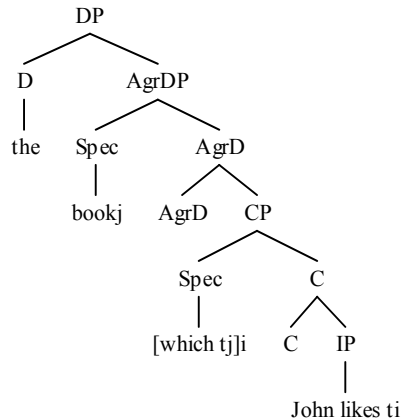 DP
D AgrDP
the Spec AgrD
bookj AgrD CP
Spec C
[which tj]i C IP
John likes ti